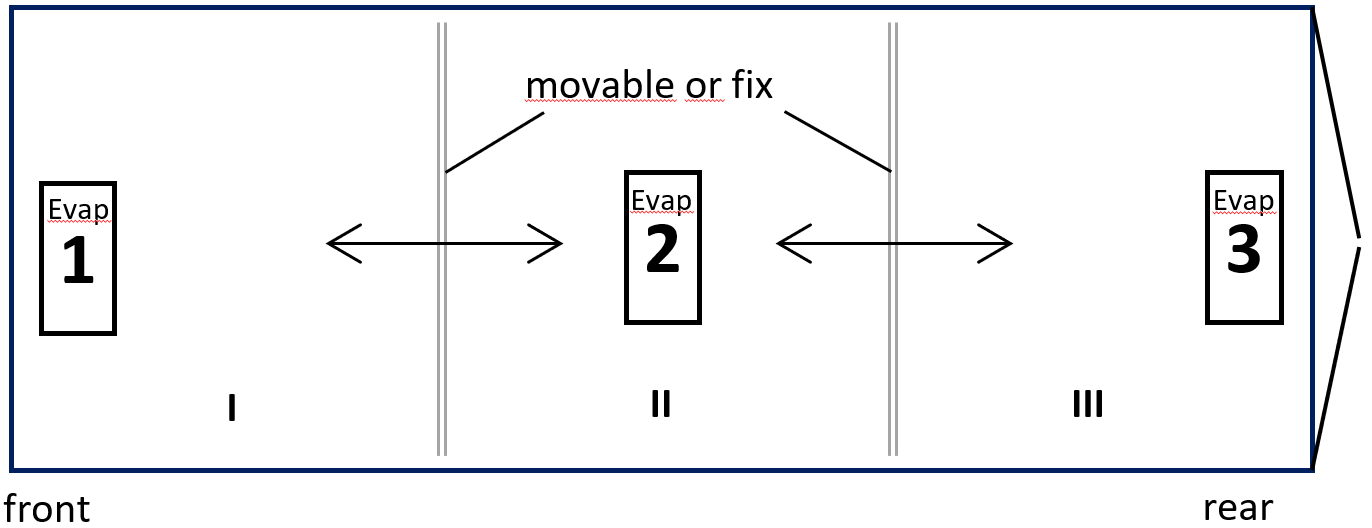 movable or fix
Evap
1
Evap
2
Evap
3
I
II
III
front
rear